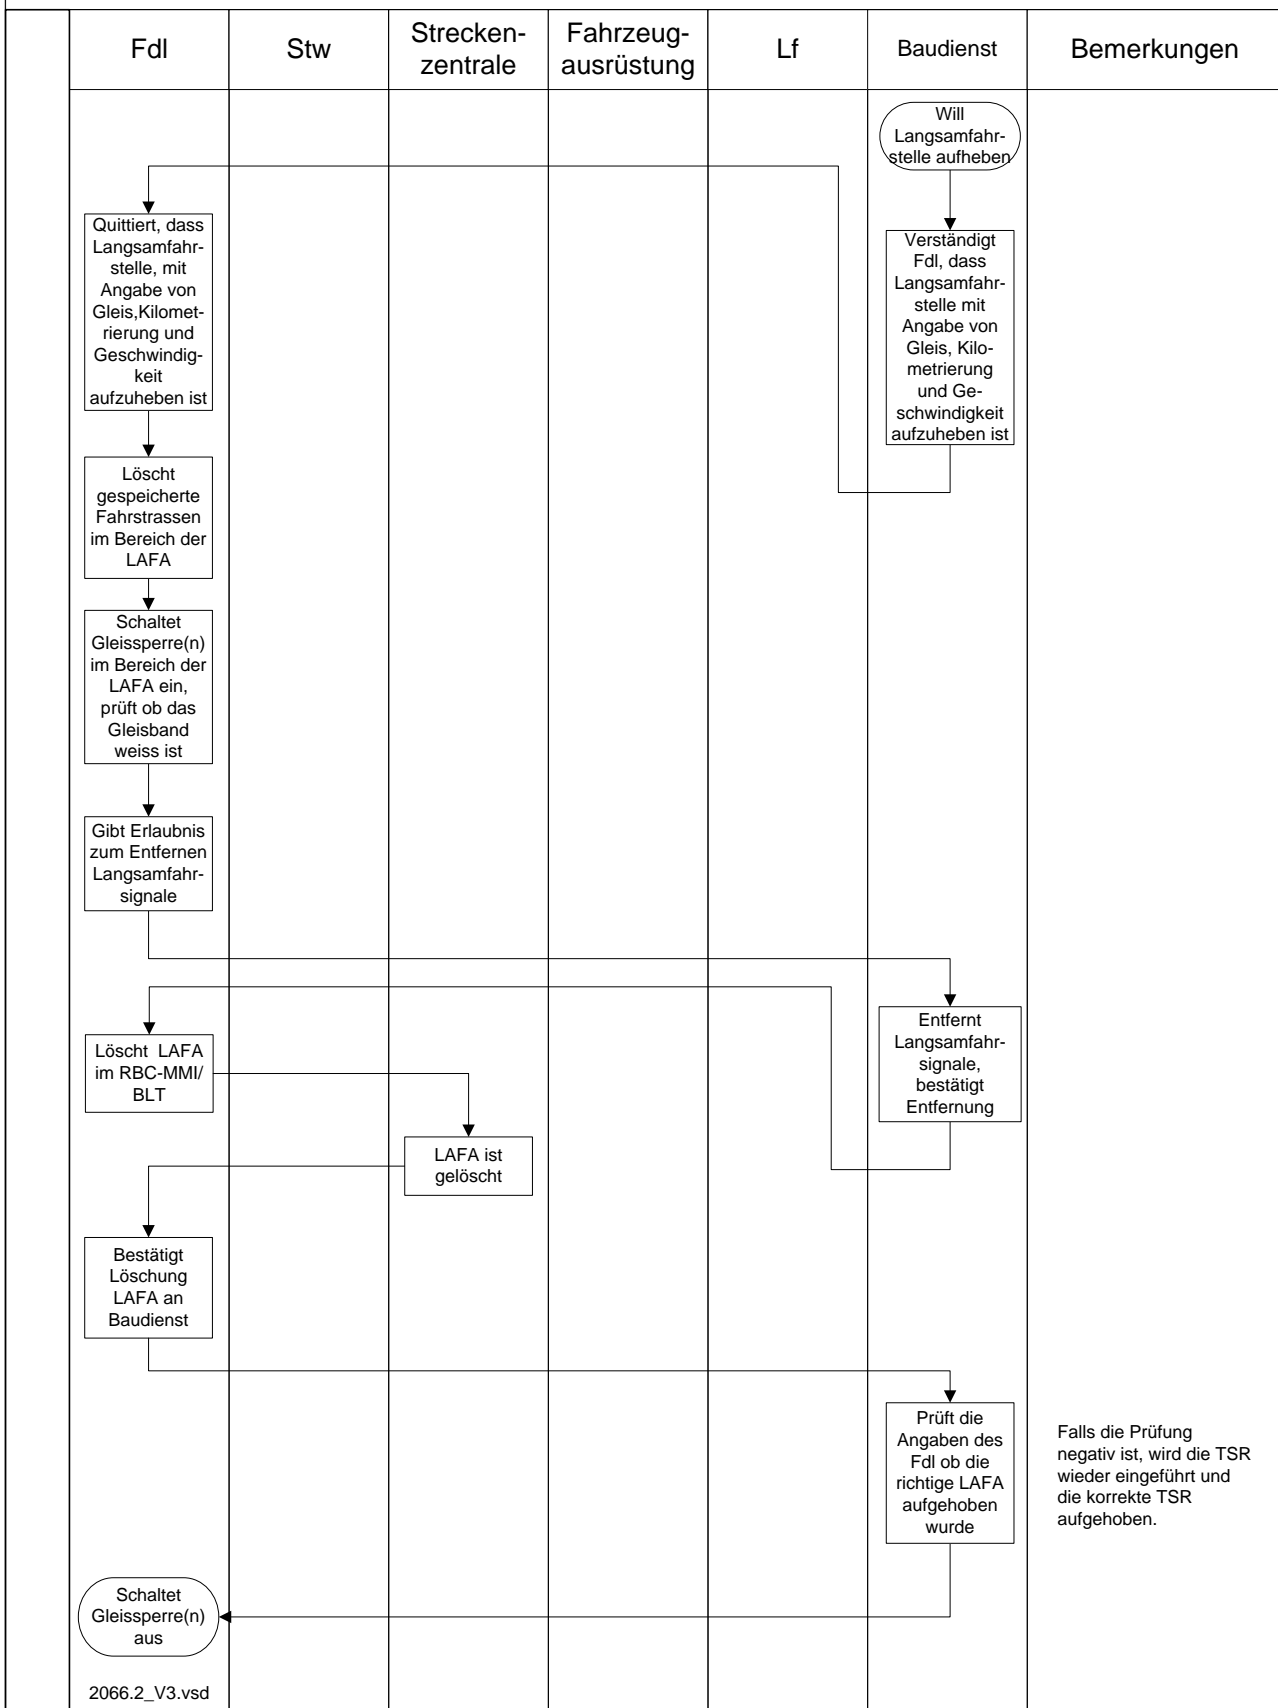 Fdl
Stw
Strecken-
zentrale
Fahrzeug-
ausrüstung
Lf
Baudienst
Bemerkungen
Will
Langsamfahr-
stelle aufheben
Verständigt
Fdl, dass
Langsamfahr-
stelle mit
Angabe von
Gleis, Kilo-
metrierung
und Ge-
schwindigkeit
aufzuheben ist
Quittiert, dass
Langsamfahr-
stelle, mit
Angabe von
Gleis,Kilomet-
rierung und
Geschwindig-
keit
aufzuheben ist
Löscht
gespeicherte
Fahrstrassen
im Bereich der
LAFA
Schaltet
Gleissperre(n)
im Bereich der
LAFA ein,
prüft ob das
Gleisband
weiss ist
Gibt Erlaubnis
zum Entfernen
Langsamfahr-
signale
Entfernt
Langsamfahr-
signale,
bestätigt
Entfernung
Löscht LAFA
im RBC-MMI/
BLT
LAFA ist
gelöscht
Bestätigt
Löschung
LAFA an
Baudienst
Prüft die
Angaben des
Fdl ob die
richtige LAFA
aufgehoben
wurde
Falls die Prüfung
negativ ist, wird die TSR
wieder eingeführt und
die korrekte TSR
aufgehoben.
Schaltet
Gleissperre(n)
aus
2066.2_V3.vsd